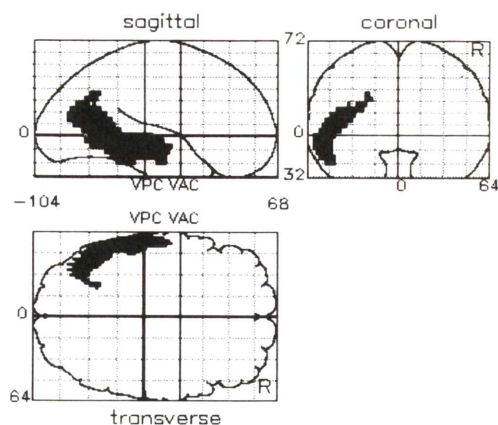 sagittal
coronal
72
R
0
0
32
VPC VAC
0
64
-104
68
VPC VAC
0
R
64
transverse